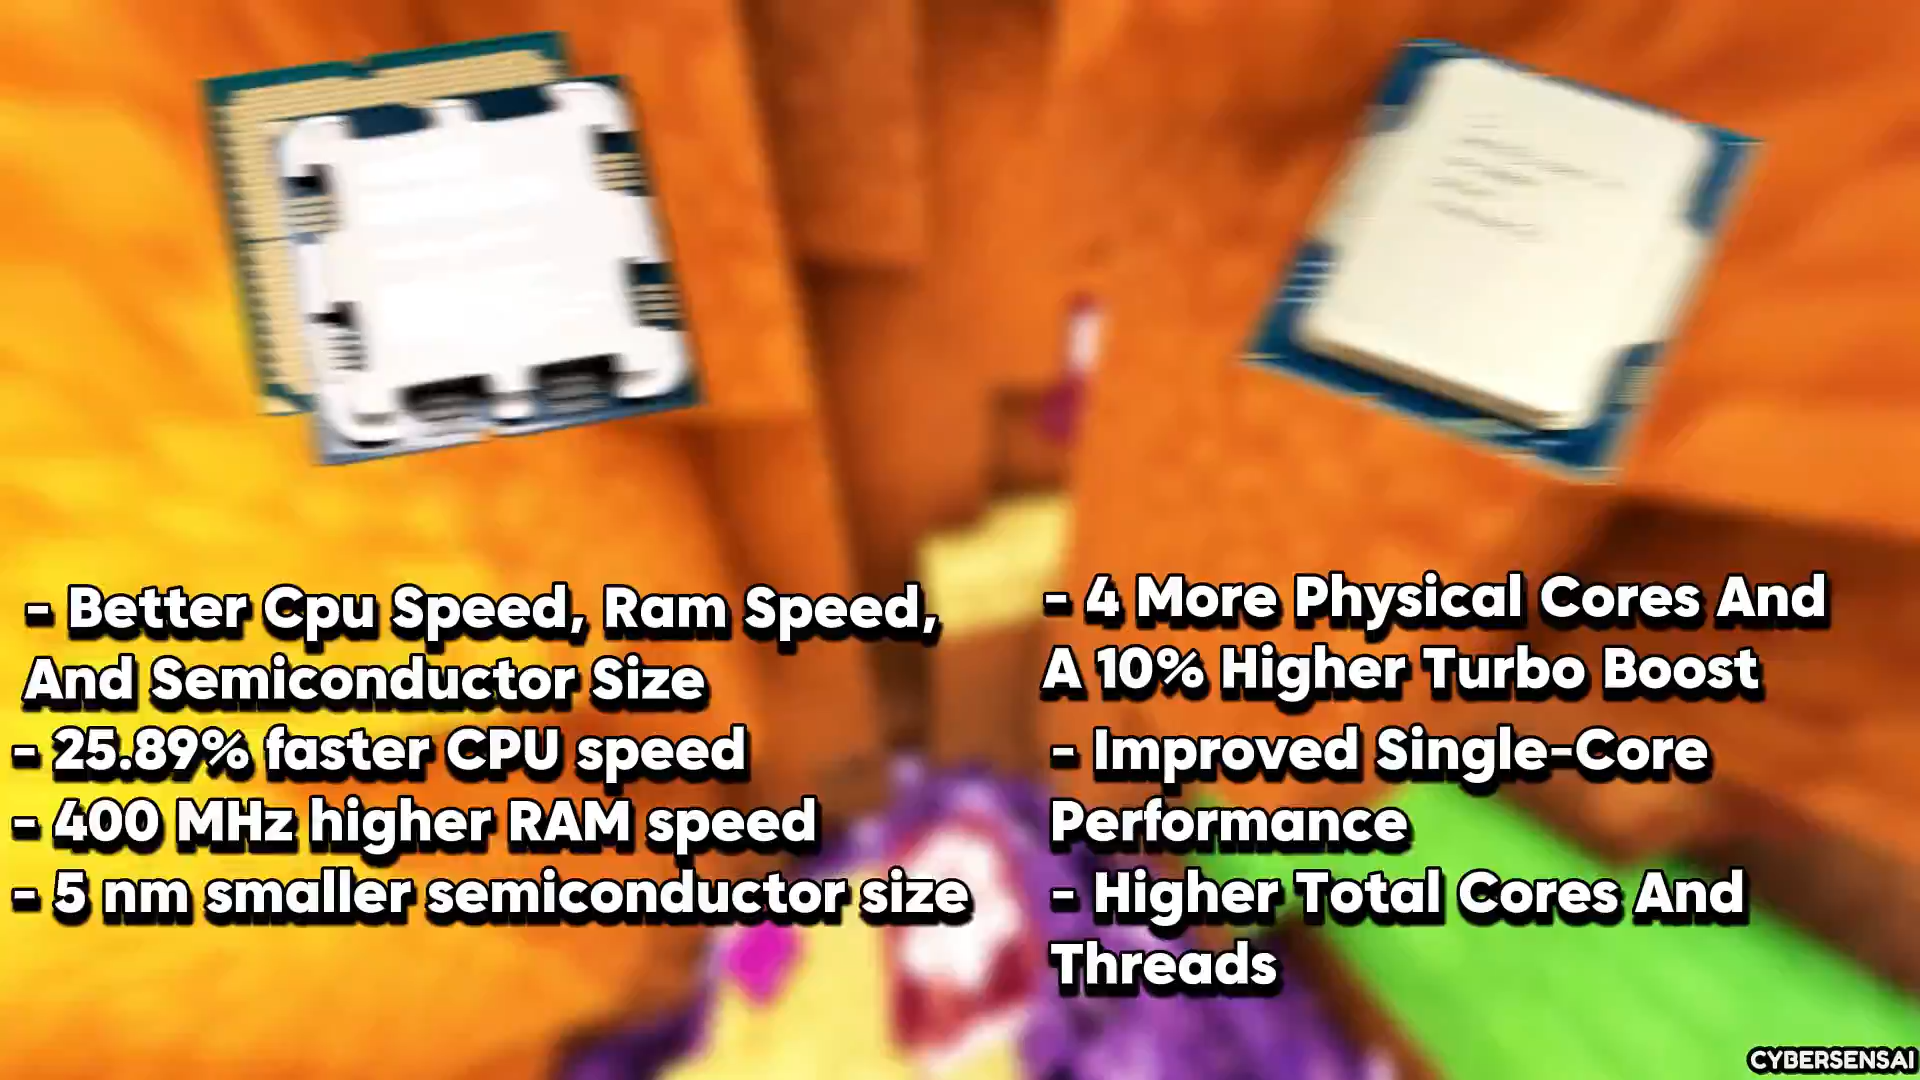 - Better Cpu Speed, Ram Speed,
And Semiconductor Size
- 25.89% faster CPU speed
- 400 MHz higher RAM speed
- 5 nm smaller semiconductor size
- 4 More Physical Cores And
A 10% Higher Turbo Boost
- Improved Single-Core
Performance
- Higher Total Cores And
Threads
CYBERSENSAI